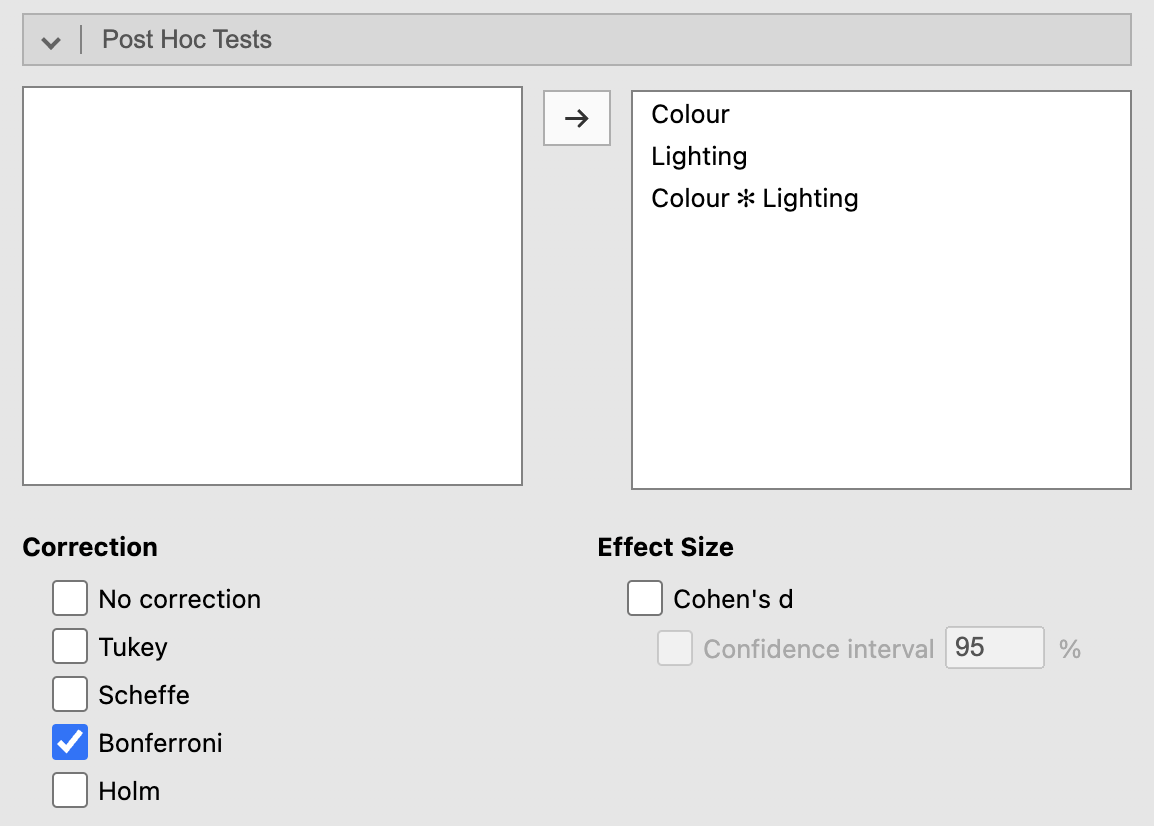 Post Hoc Tests
Colour
Lighting
Colour ✻ Lighting
Correction
No correction
Tukey
Scheffe
Bonferroni
Holm
Effect Size
Cohen's d
Confidence interval 95 %